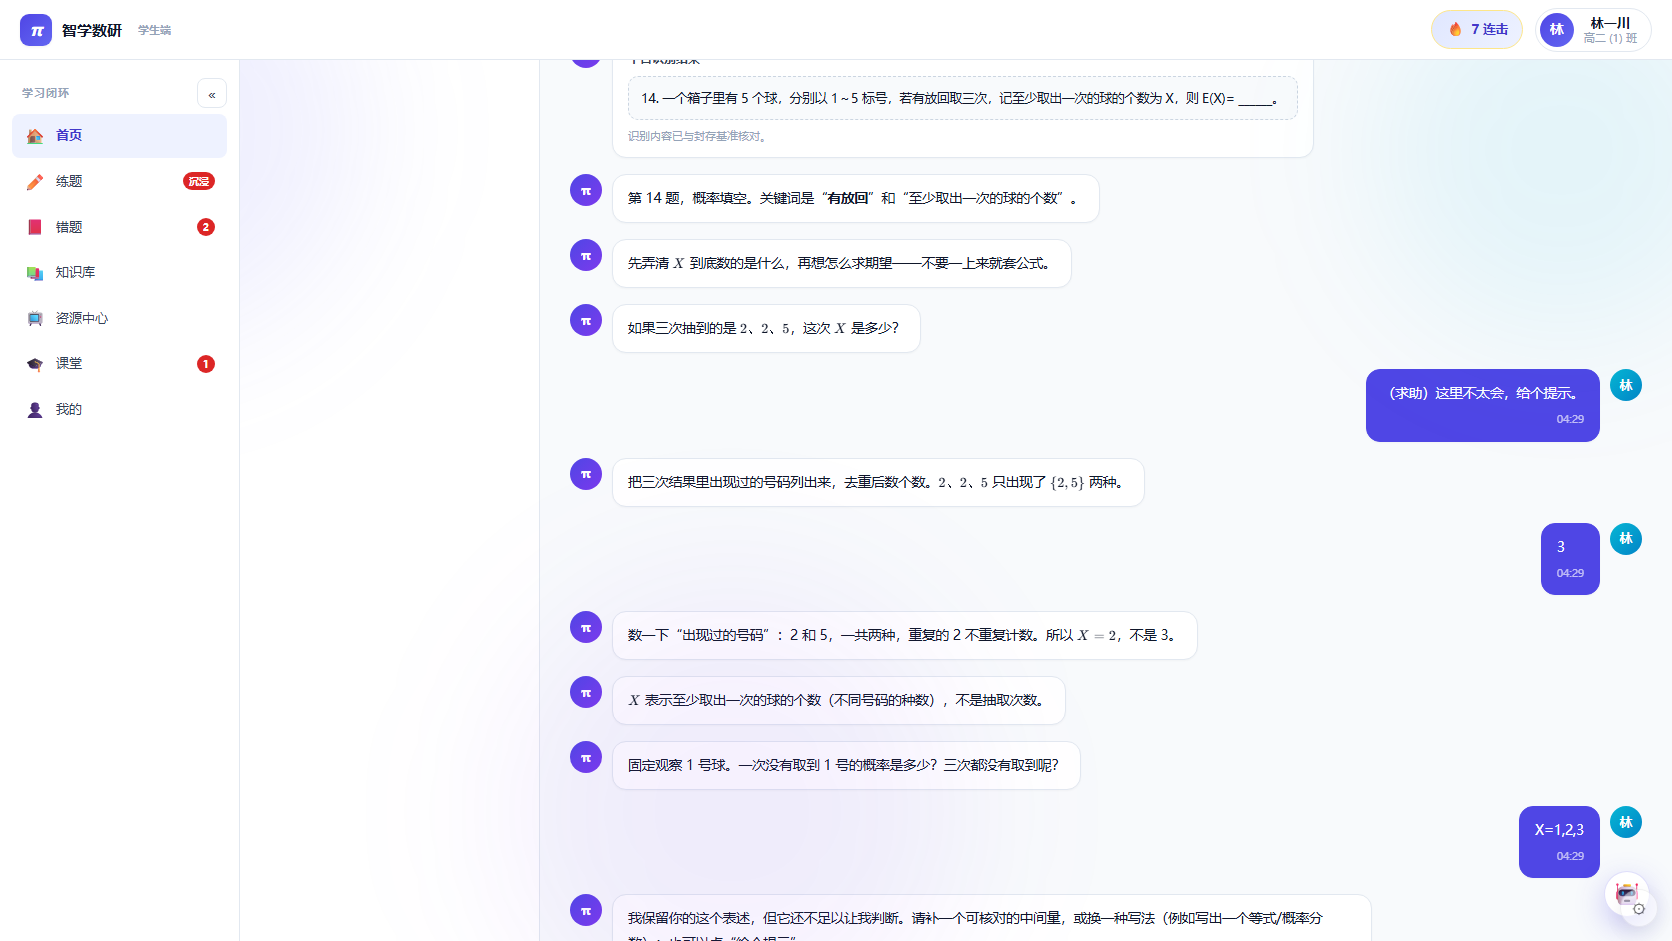 π 智学数研 学生端
7 连击
林
林一川
高二 (1) 班
学习闭环
«
首页
练题 沉浸
错题 2
知识库
资源中心
课堂 1
我的
14. 一个箱子里有 5 个球，分别以 1 ~ 5 标号，若有放回取三次，记至少取出一次的球的个数为 X，则 E(X)= _____。
识别内容已与封存基准核对。
π
第 14 题，概率填空。关键词是“有放回”和“至少取出一次的球的个数”。
π
先弄清 X 到底数的是什么，再想怎么求期望——不要一上来就套公式。
π
如果三次抽到的是 2、2、5，这次 X 是多少？
（求助）这里不太会，给个提示。
04:29
林
π
把三次结果里出现过的号码列出来，去重后数个数。2、2、5 只出现了 {2, 5} 两种。
3
04:29
林
π
数一下“出现过的号码”：2 和 5，一共两种，重复的 2 不重复计数。所以 X = 2，不是 3。
π
X 表示至少取出一次的球的个数（不同号码的种数），不是抽取次数。
π
固定观察 1 号球。一次没有取到 1 号的概率是多少？三次都没有取到呢？
X=1,2,3
04:29
林
π
我保留你的这个表述，但它还不足以让我判断。请补一个可核对的中间量，或换一种写法（例如写出一个等式/概率分